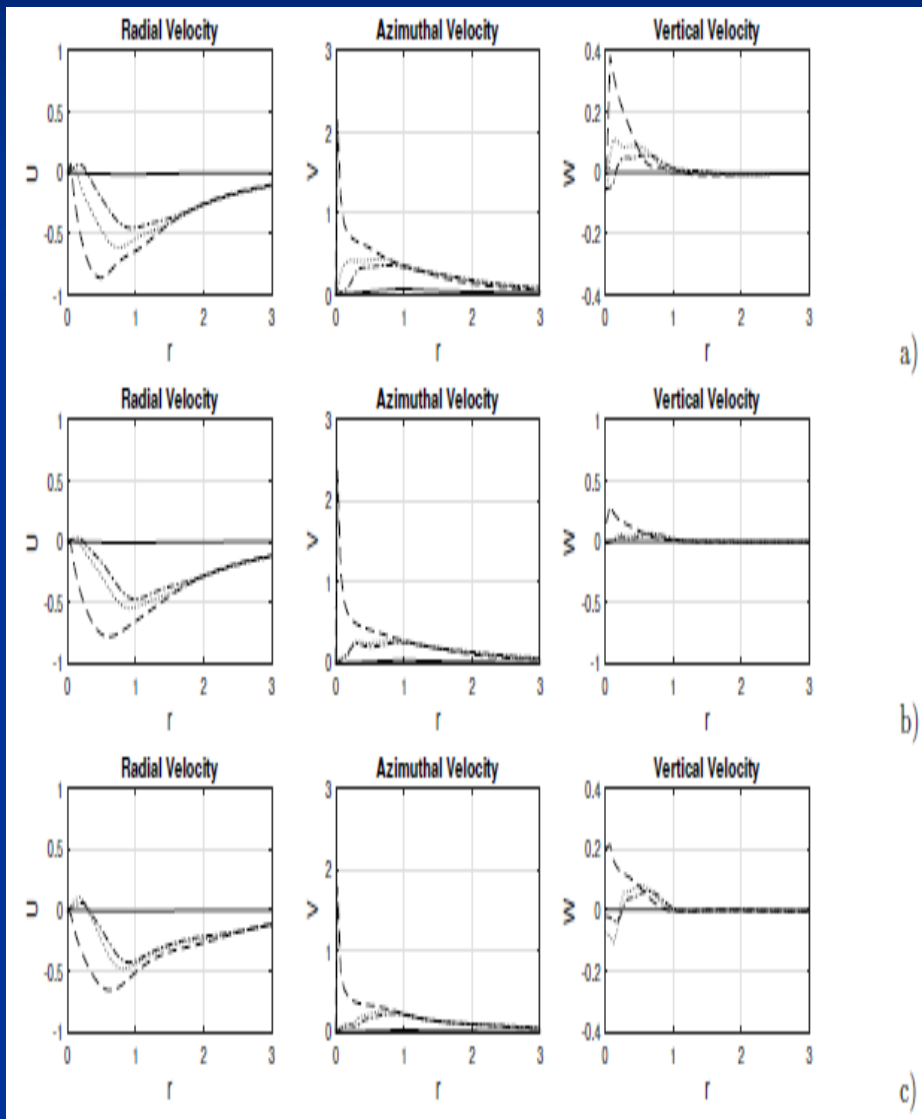 Radial Velocity Azimuthal Velocity Vertical Velocity
1 3 0.4
0.5 2 0.2
u 0 v w 0
-0.5 1 -0.2
-1 0 -0.4
0 1 2 3 0 1 2 3 0 1 2 3
r r r a)
Radial Velocity Azimuthal Velocity Vertical Velocity
1 3 1
0.5 2 0.5
u 0 v w 0
-0.5 1 -0.5
-1 0 -1
0 1 2 3 0 1 2 3 0 1 2 3
r r r b)
Radial Velocity Azimuthal Velocity Vertical Velocity
1 3 0.4
0.5 2 0.2
u 0 v w 0
-0.5 1 -0.2
-1 0 -0.4
0 1 2 3 0 1 2 3 0 1 2 3
r r r c)